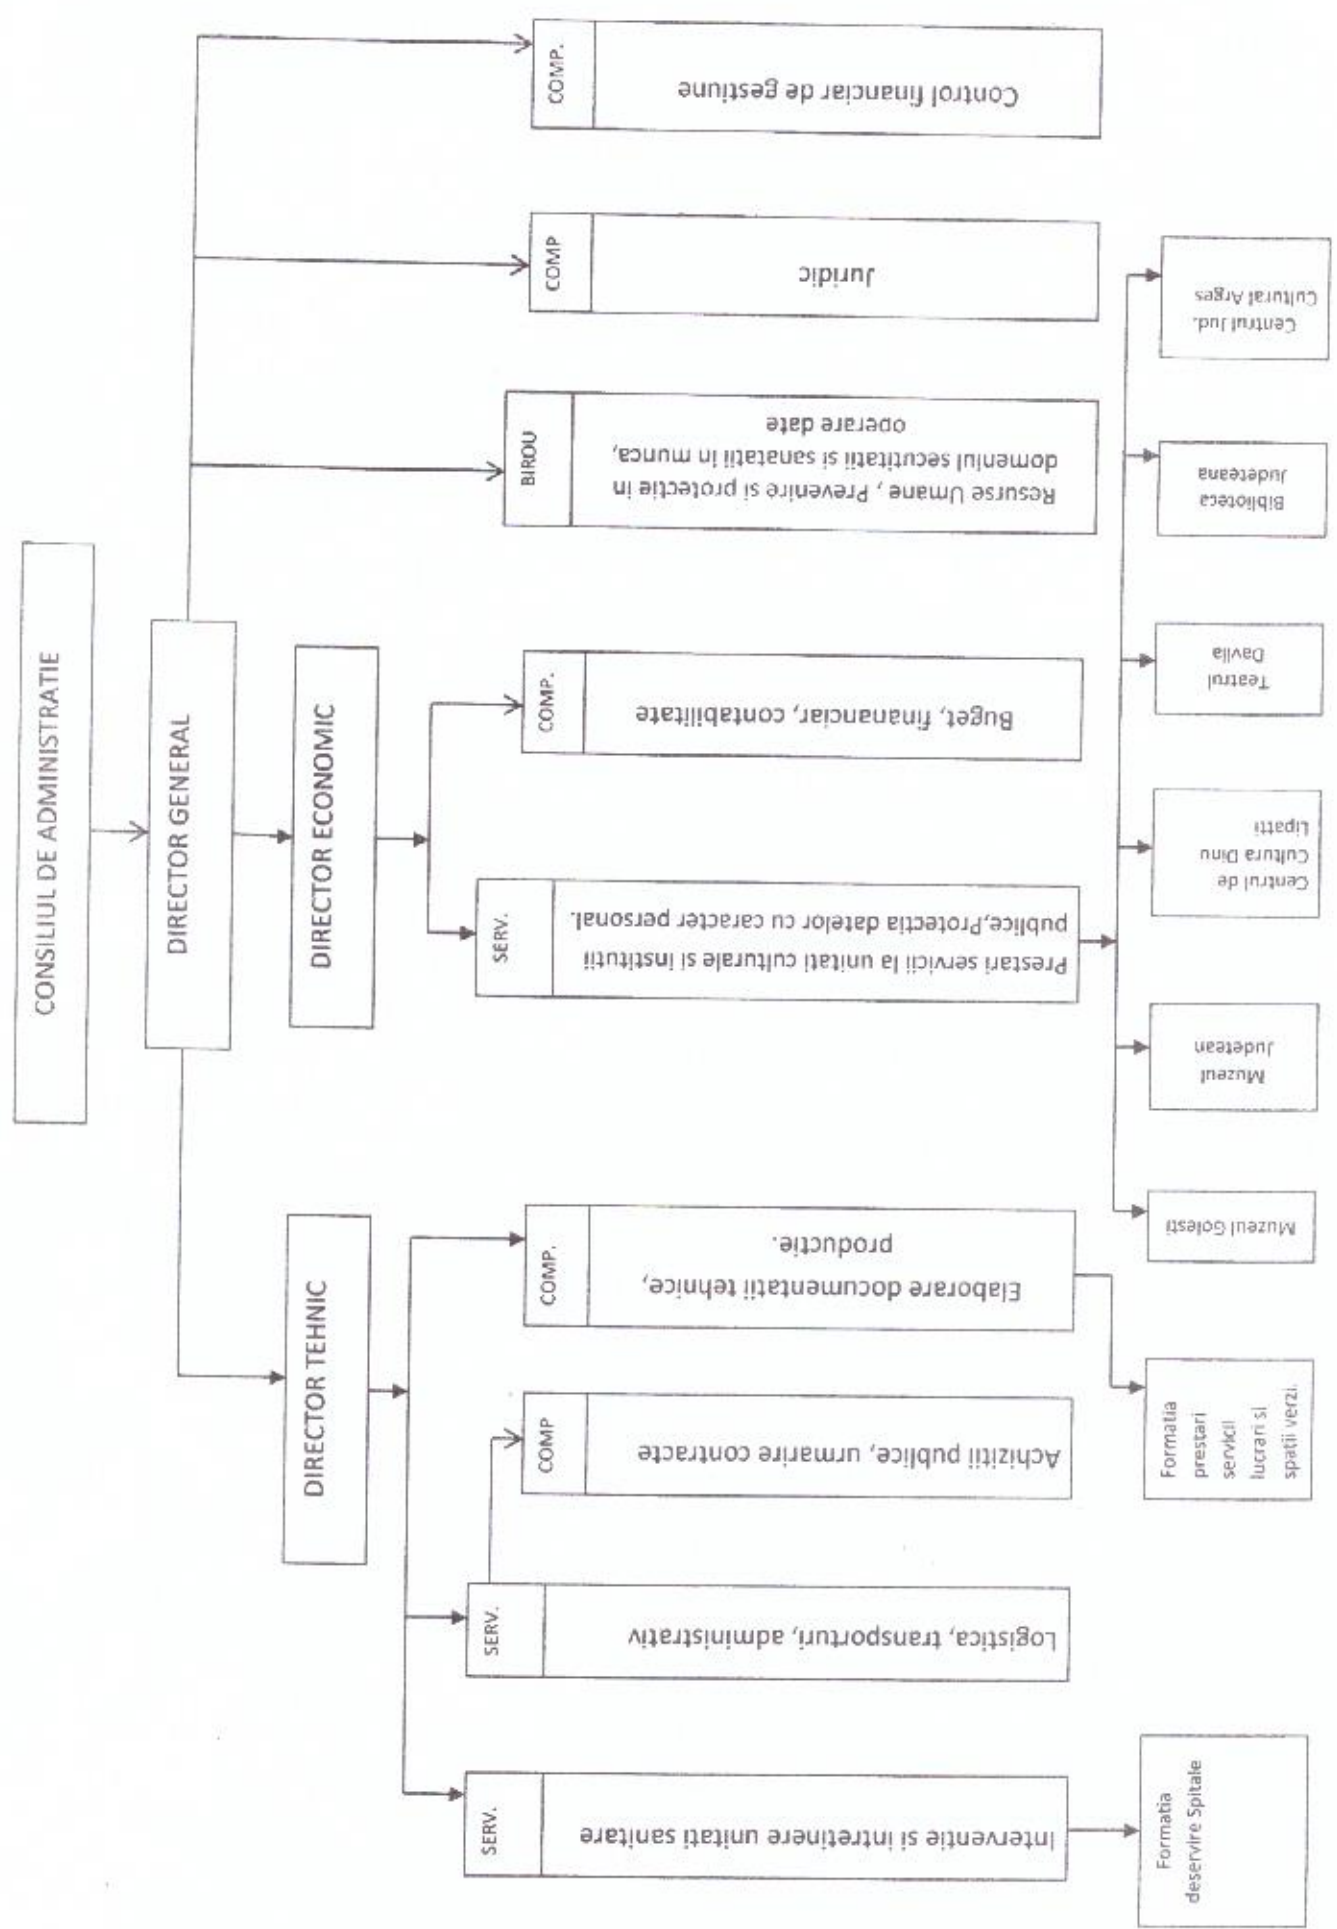 CONSILIUL DE ADMINISTRATIE
DIRECTOR GENERAL
DIRECTOR TEHNIC
DIRECTOR ECONOMIC
SERV.
Interventie si intretinere unitati sanitare
SERV.
Logistica, transporturi, administrativ
COMP
Achizitii publice, urmarire contracte
COMP.
Elaborare documentatii tehnice,
productie.
SERV.
Prestari servicii la unitati culturale si institutii
publice,Protectia datelor cu caracter personal.
COMP.
Buget, finananciar, contabilitate
BIROU
Resurse Umane , Prevenire si protectie in
domeniul secutitatii si sanatatii in munca,
operare date
COMP
Juridic
COMP.
Control financiar de gestiune
Formatia
deservire Spitale
Formatia
prestari
servicii
lucrari si
spatii verzi.
Muzeul Golesti
Muzeul
Judetean
Centrul de
Cultura Dinu
Lipatti
Teatrul
Davila
Biblioteca
Judeteana
Centrul Jud.
Cultural Arges